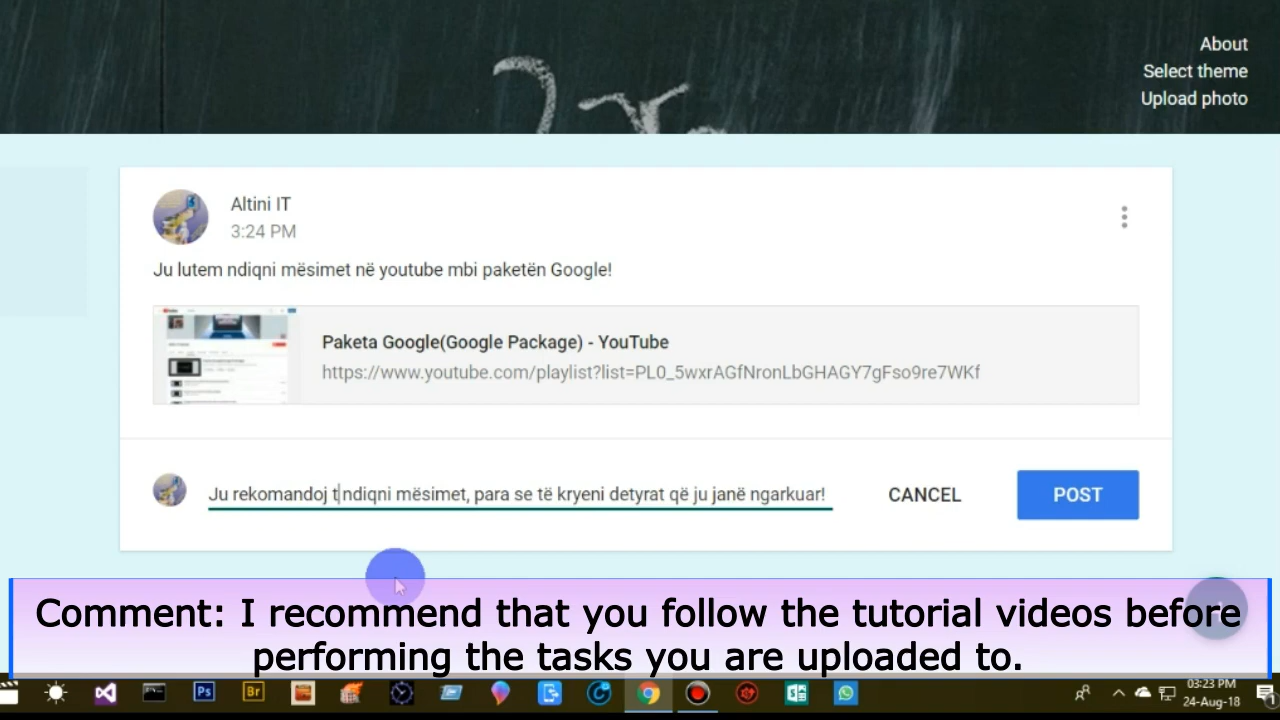 About
Select theme
Upload photo
Altini IT
3:24 PM
Ju lutem ndiqni mësimet në youtube mbi paketën Google!
Paketa Google(Google Package) - YouTube
https://www.youtube.com/playlist?list=PL0_5wxrAGfNronLbGHAGY7gFso9re7WKf
Ju rekomandoj t ndiqni mësimet, para se të kryeni detyrat që ju janë ngarkuar!
CANCEL
POST
Comment: I recommend that you follow the tutorial videos before
performing the tasks you are uploaded to.
Ps
Br
03:23 PM
24-Aug-18
1